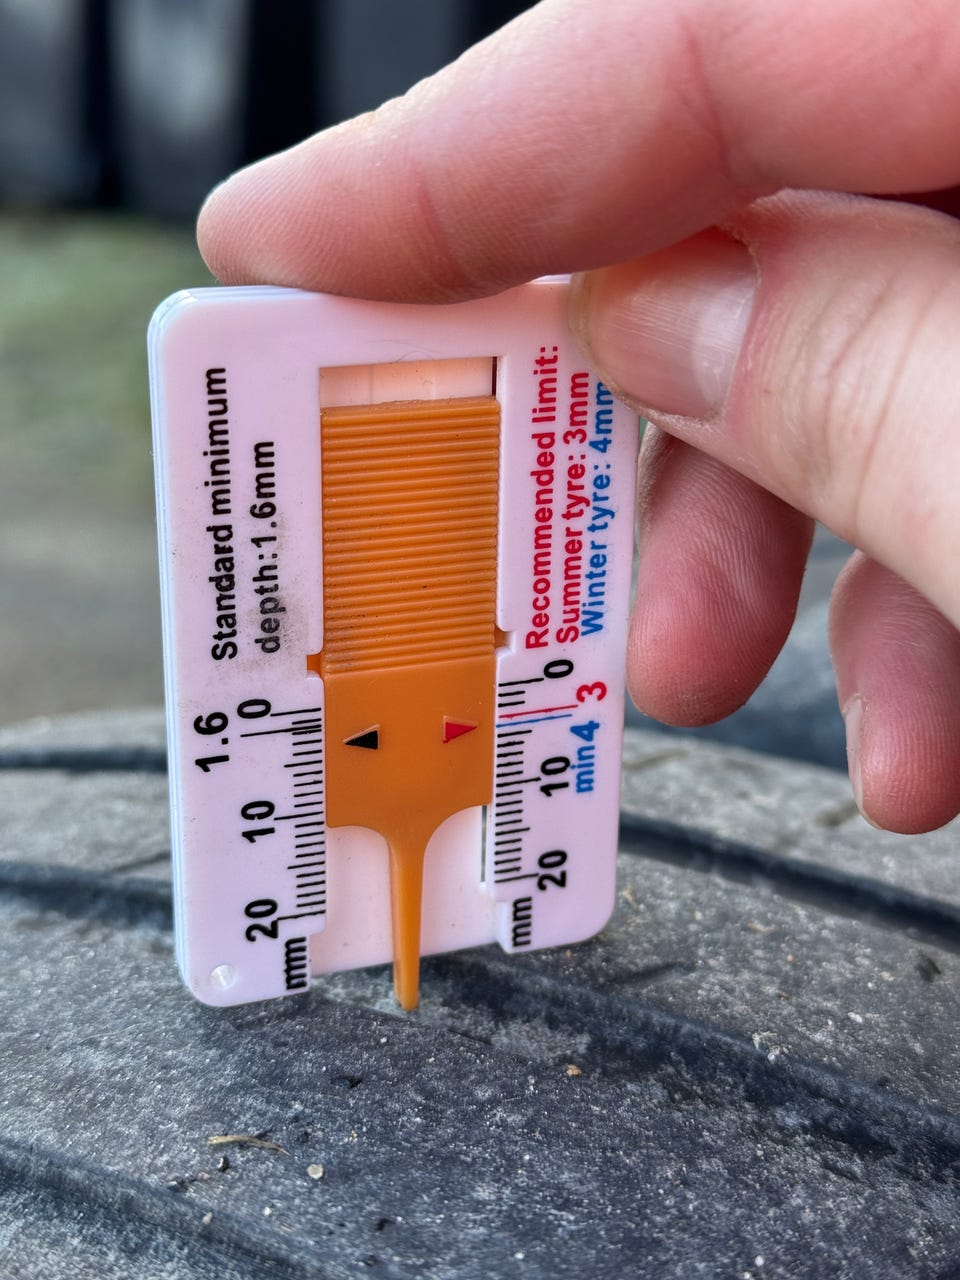 Standard minimum
depth:1.6mm
1.6
0
10
20
mm
Recommended limit:
Summer tyre: 3mm
Winter tyre: 4mm
0
3
min4
10
20
mm